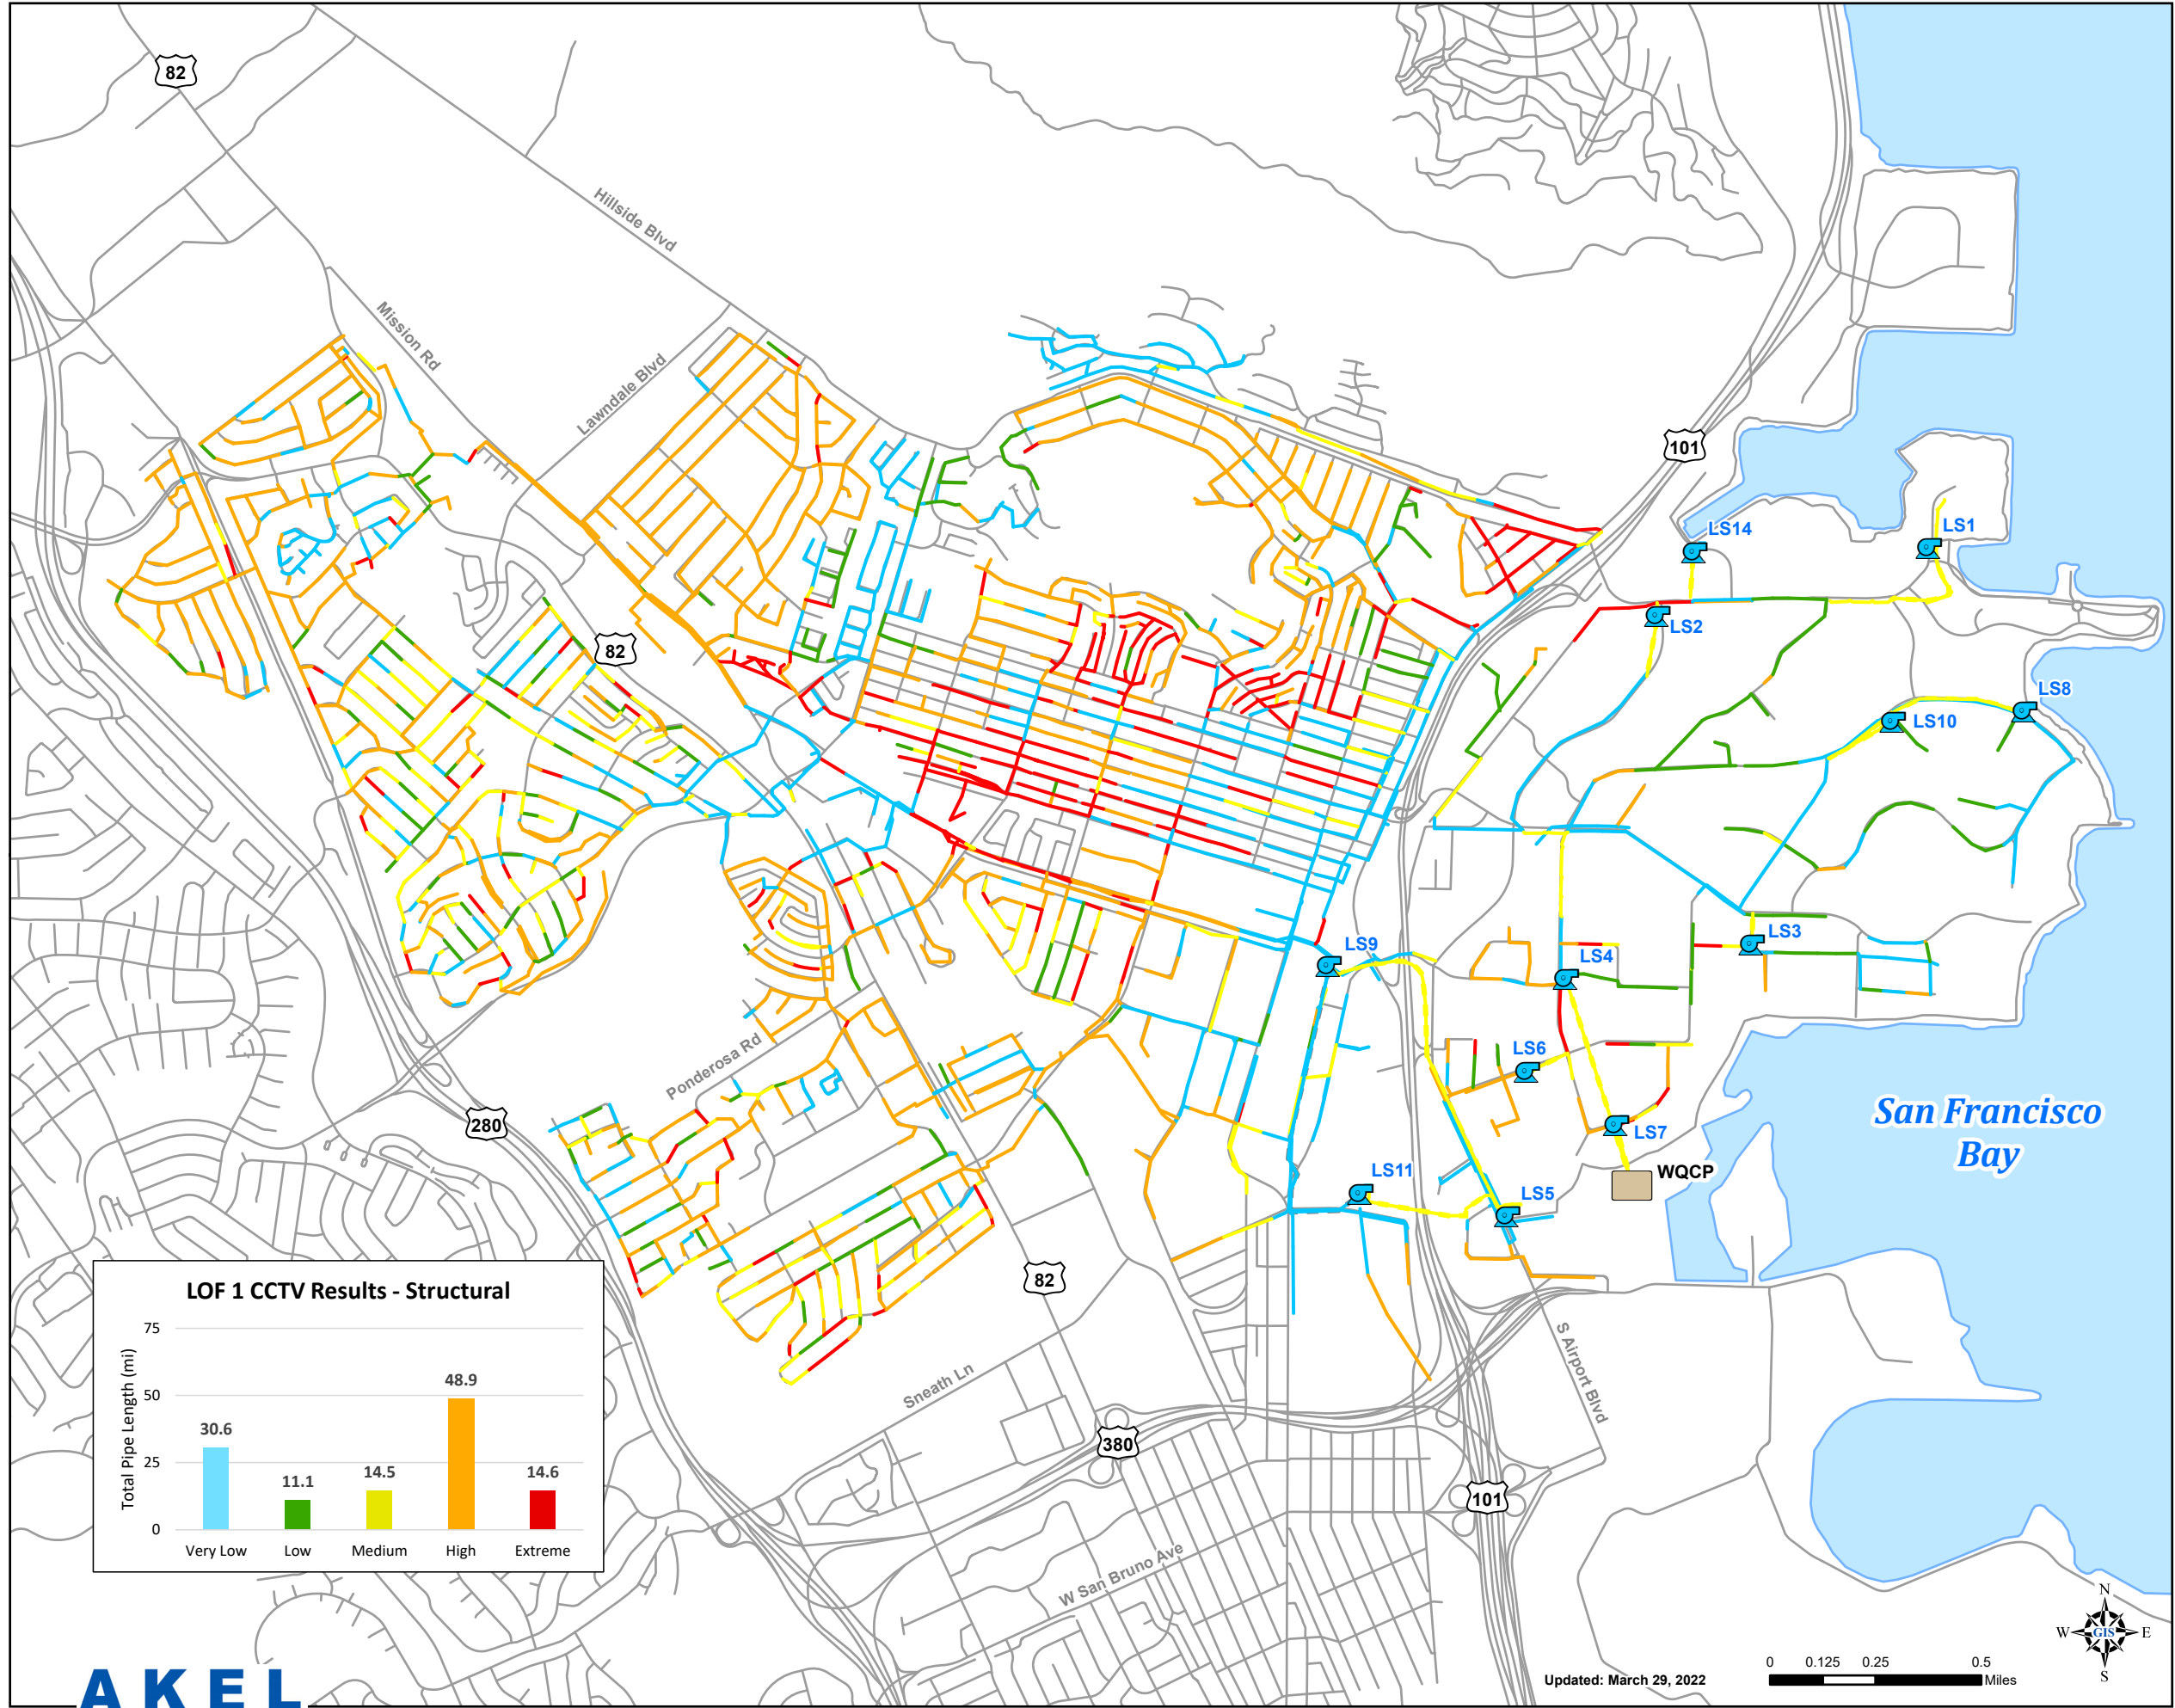 82
Hillside Blvd
Mission Rd
Lawndale Blvd
101
LS14
LS1
LS2
82
LS8
LS10
LS3
LS9
LS4
LS6
Ponderosa Rd
280
San Francisco
Bay
LS7
WQCP
LS11
LS5
82
S Airport Blvd
Sneath Ln
380
101
W San Bruno Ave
LOF 1 CCTV Results - Structural
Total Pipe Length (mi)
75
50
25
0
30.6
11.1
14.5
48.9
14.6
Very Low Low Medium High Extreme
N
W GIS E
S
Updated: March 29, 2022
0 0.125 0.25 0.5
Miles
AKEL